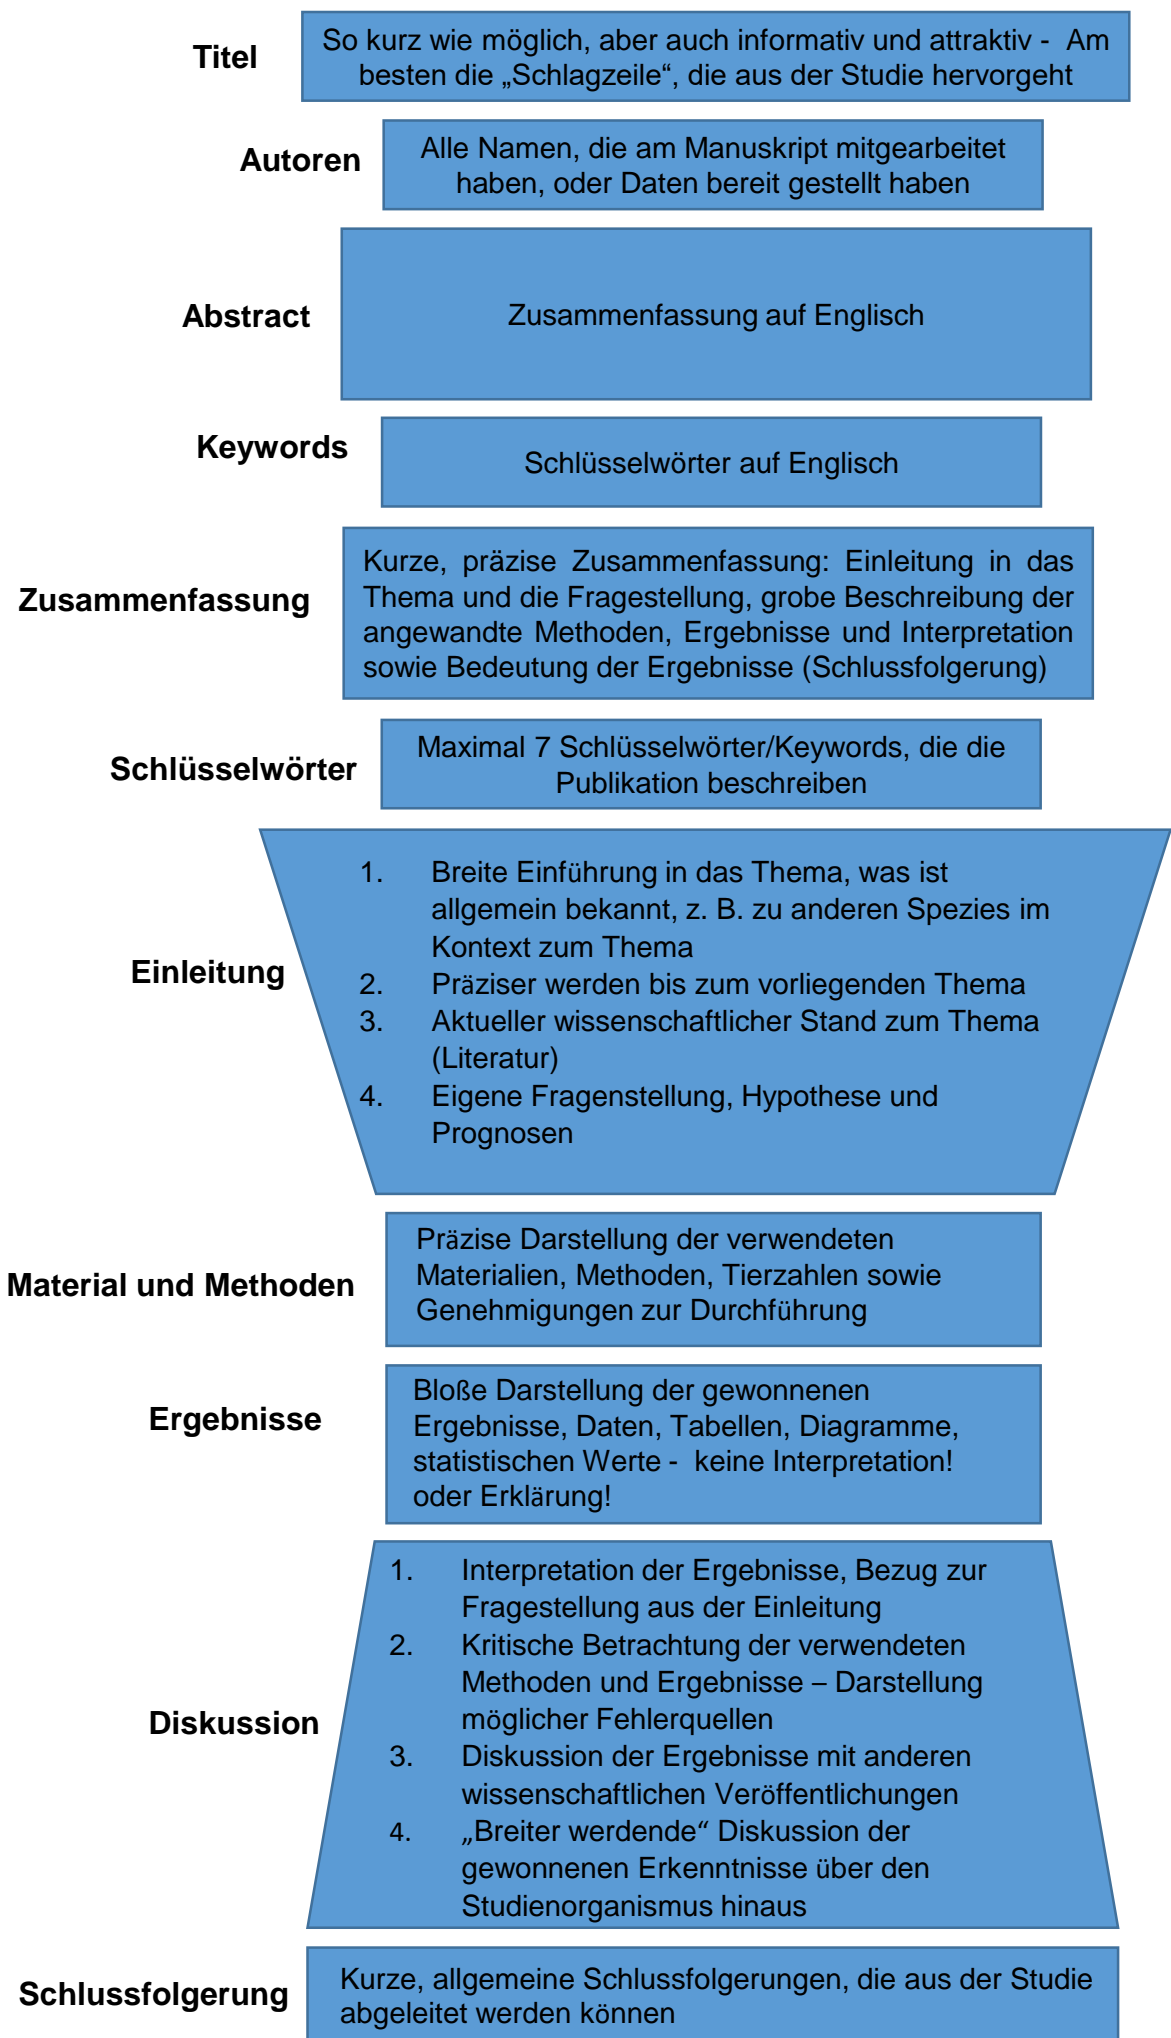 Titel
So kurz wie möglich, aber auch informativ und attraktiv -  Am
besten die „Schlagzeile“, die aus der Studie hervorgeht
Autoren
Alle Namen, die am Manuskript mitgearbeitet
haben, oder Daten bereit gestellt haben
Abstract
Zusammenfassung auf Englisch
Keywords
Schlüsselwörter auf Englisch
Zusammenfassung
Kurze, präzise Zusammenfassung: Einleitung in das
Thema und die Fragestellung, grobe Beschreibung der
angewandte Methoden, Ergebnisse und Interpretation
sowie Bedeutung der Ergebnisse (Schlussfolgerung)
Schlüsselwörter
Maximal 7 Schlüsselwörter/Keywords, die die
Publikation beschreiben
Einleitung
1. Breite Einführung in das Thema, was ist
allgemein bekannt, z. B. zu anderen Spezies im
Kontext zum Thema
2. Präziser werden bis zum vorliegenden Thema
3. Aktueller wissenschaftlicher Stand zum Thema
(Literatur)
4. Eigene Fragenstellung, Hypothese und
Prognosen
Material und Methoden
Präzise Darstellung der verwendeten
Materialien, Methoden, Tierzahlen sowie
Genehmigungen zur Durchführung
Ergebnisse
Bloße Darstellung der gewonnenen
Ergebnisse, Daten, Tabellen, Diagramme,
statistischen Werte -  keine Interpretation!
oder Erklärung!
Diskussion
1. Interpretation der Ergebnisse, Bezug zur
Fragestellung aus der Einleitung
2. Kritische Betrachtung der verwendeten
Methoden und Ergebnisse – Darstellung
möglicher Fehlerquellen
3. Diskussion der Ergebnisse mit anderen
wissenschaftlichen Veröffentlichungen
4. „Breiter werdende“ Diskussion der
gewonnenen Erkenntnisse über den
Studienorganismus hinaus
Schlussfolgerung
Kurze, allgemeine Schlussfolgerungen, die aus der Studie
abgeleitet werden können